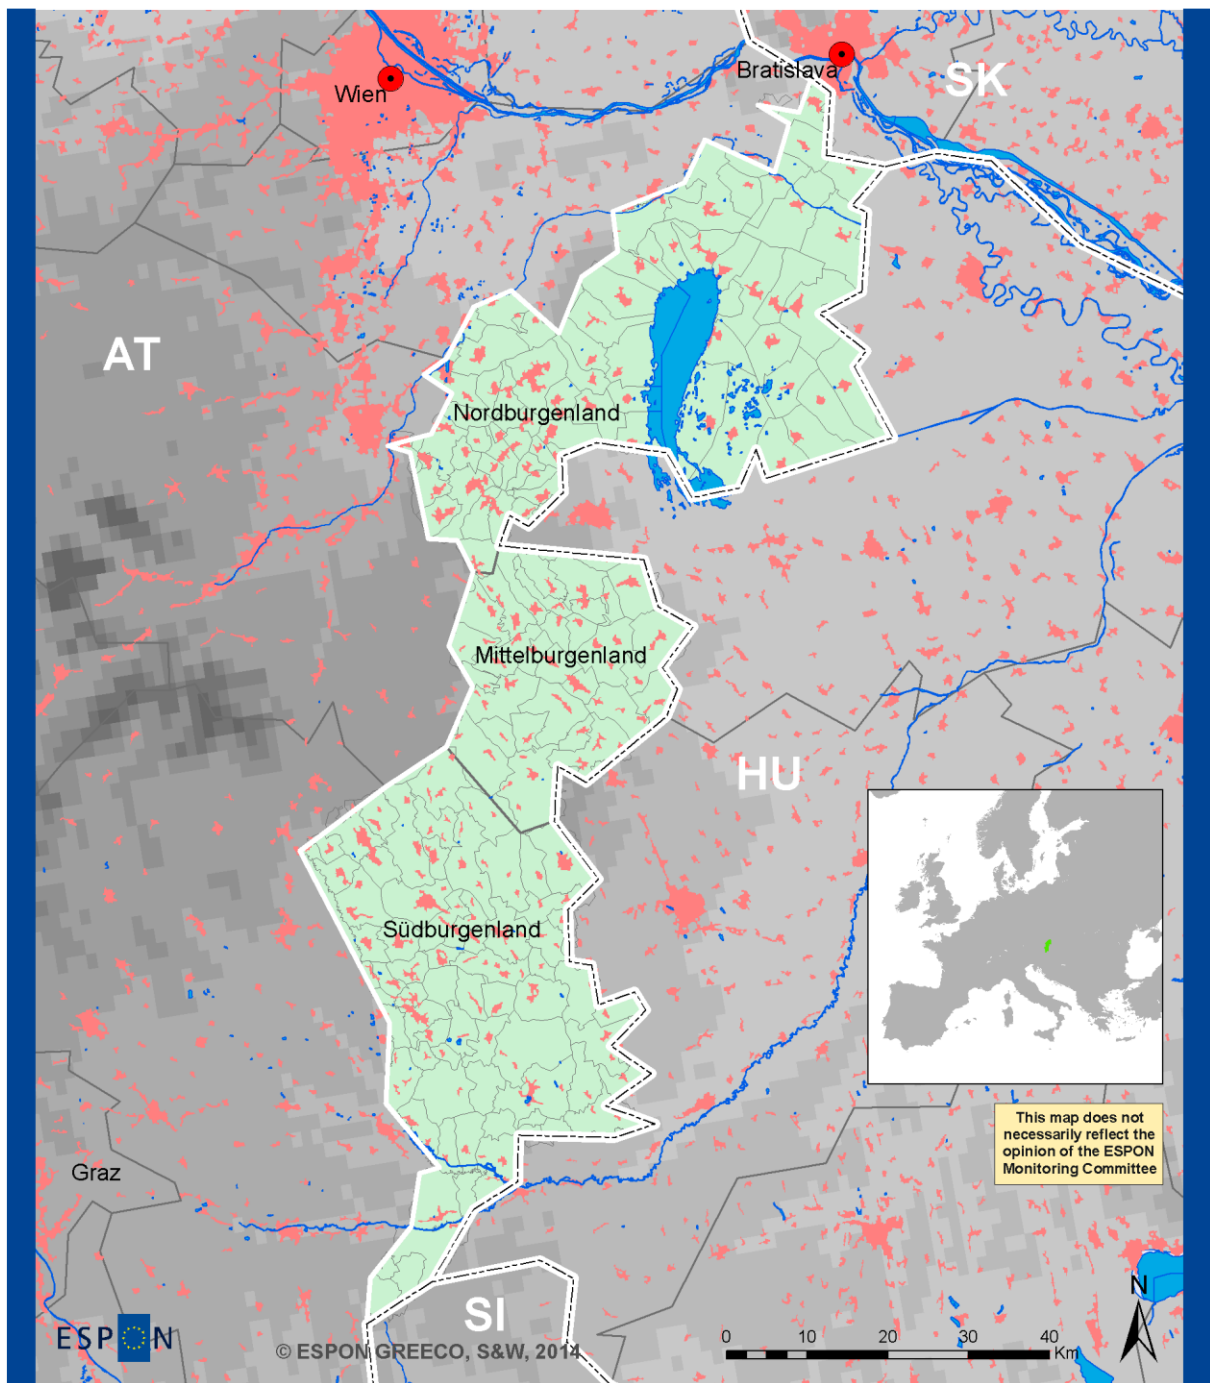 Wien
Bratislava
SK
AT
Nordburgenland
Mittelburgenland
HU
Südburgenland
This map does not
necessarily reflect the
opinion of the ESPON
Monitoring Committee
Graz
N
SI
ESPON
© ESPON GREECO, S&W, 2014
0 10 20 30 40
Km